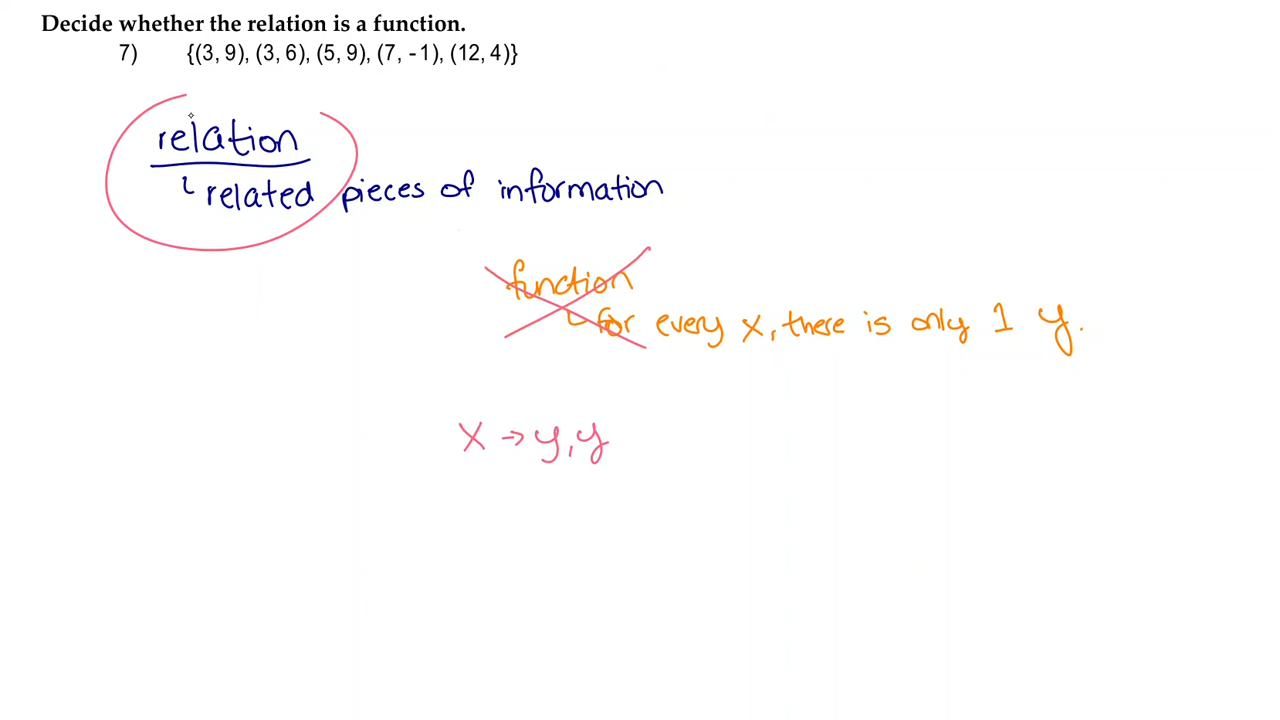 Decide whether the relation is a function.
7) {(3, 9), (3, 6), (5, 9), (7, -1), (12, 4)}
relation
related pieces of information
function
for every x, there is only 1 y.
x → y, y